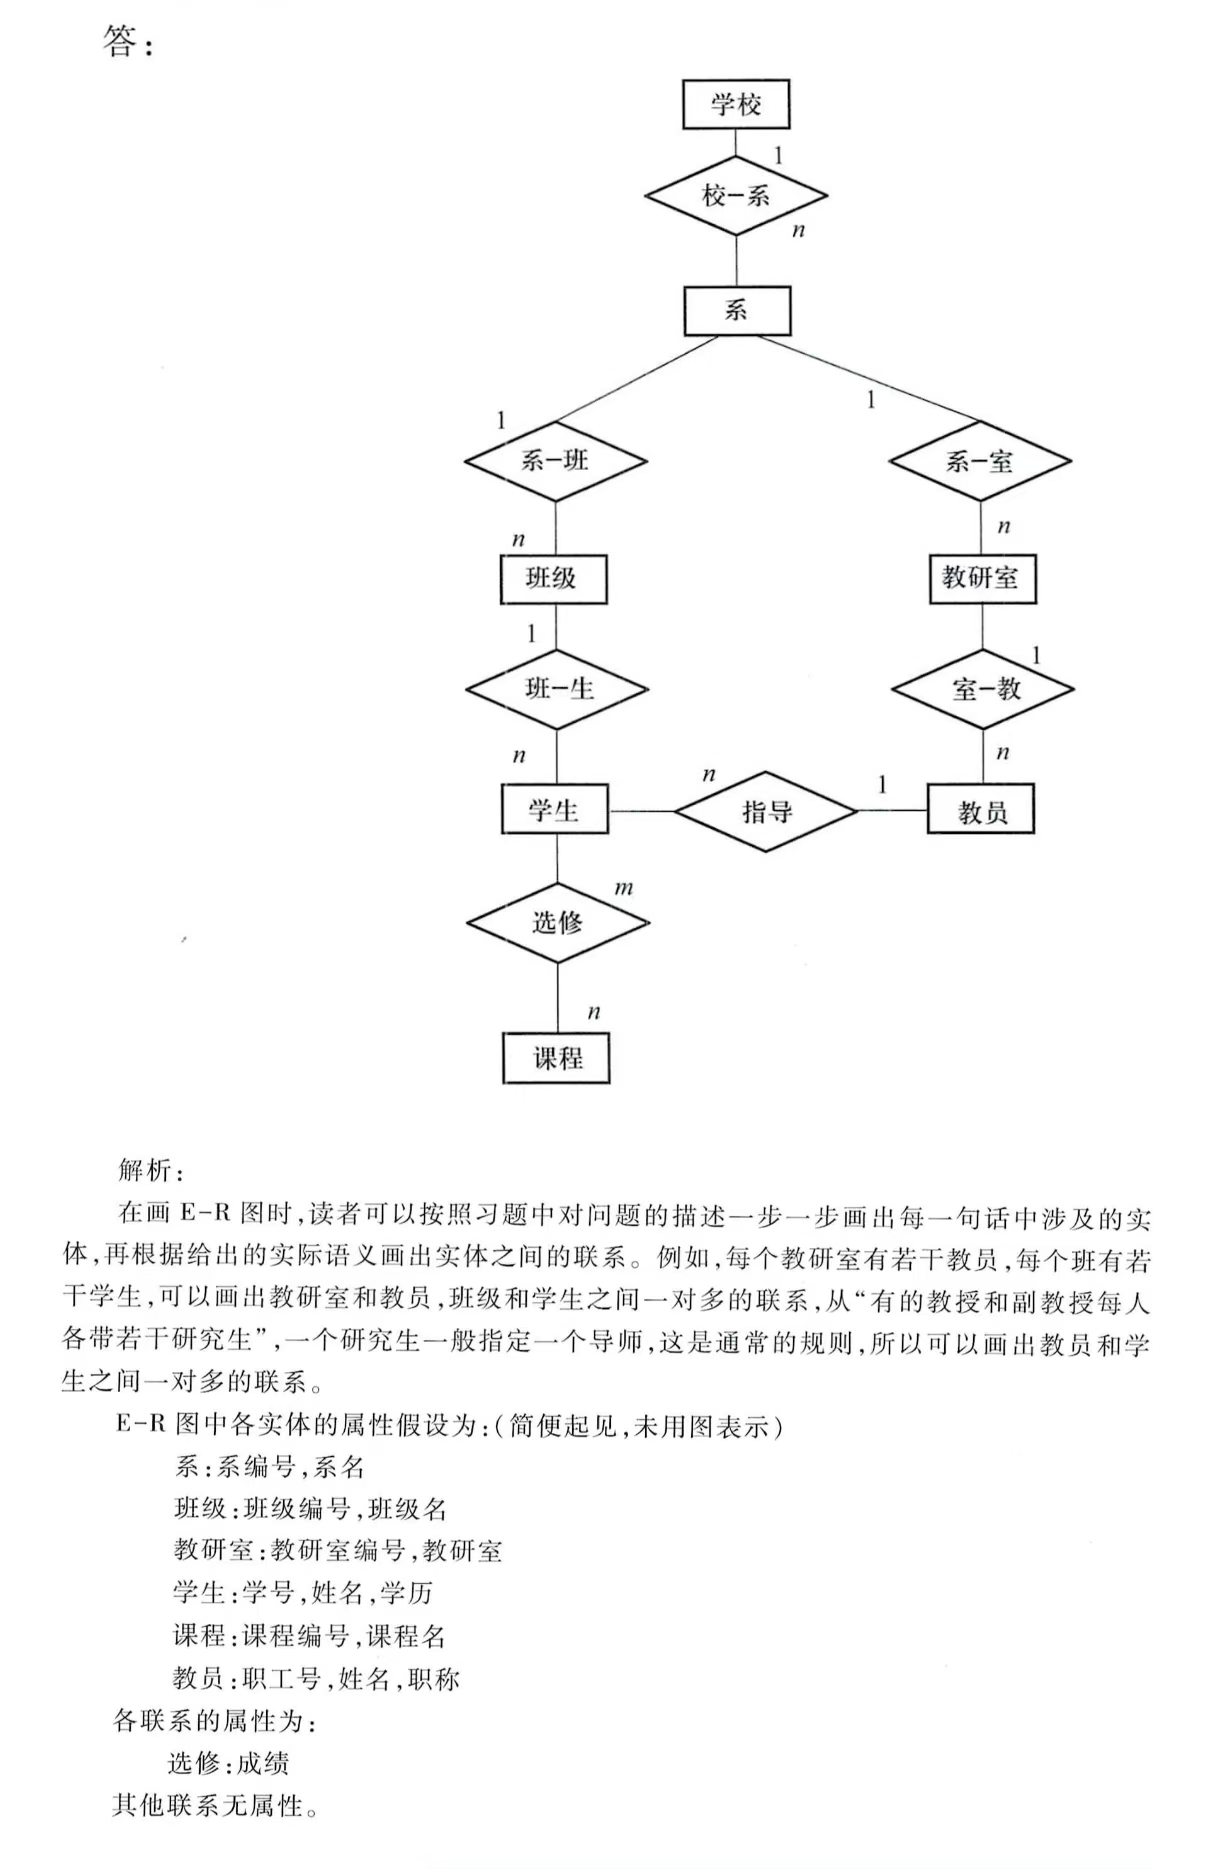 答：
学校
1
校-系
n
系
1
1
系-班
系-室
n
n
班级
教研室
1
1
班-生
室-教
n
n
n
1
学生
指导
教员
m
选修
n
课程
解析：
在画 E-R 图时,读者可以按照习题中对问题的描述一步一步画出每一句话中涉及的实
体,再根据给出的实际语义画出实体之间的联系。例如,每个教研室有若干教员,每个班有若
干学生,可以画出教研室和教员,班级和学生之间一对多的联系,从“有的教授和副教授每人
各带若干研究生”,一个研究生一般指定一个导师,这是通常的规则,所以可以画出教员和学
生之间一对多的联系。
E-R 图中各实体的属性假设为:(简便起见,未用图表示)
系:系编号,系名
班级:班级编号,班级名
教研室:教研室编号,教研室
学生:学号,姓名,学历
课程:课程编号,课程名
教员:职工号,姓名,职称
各联系的属性为:
选修:成绩
其他联系无属性。